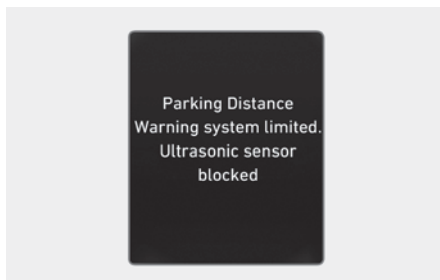 Parking Distance
Warning system limited.
Ultrasonic sensor
blocked